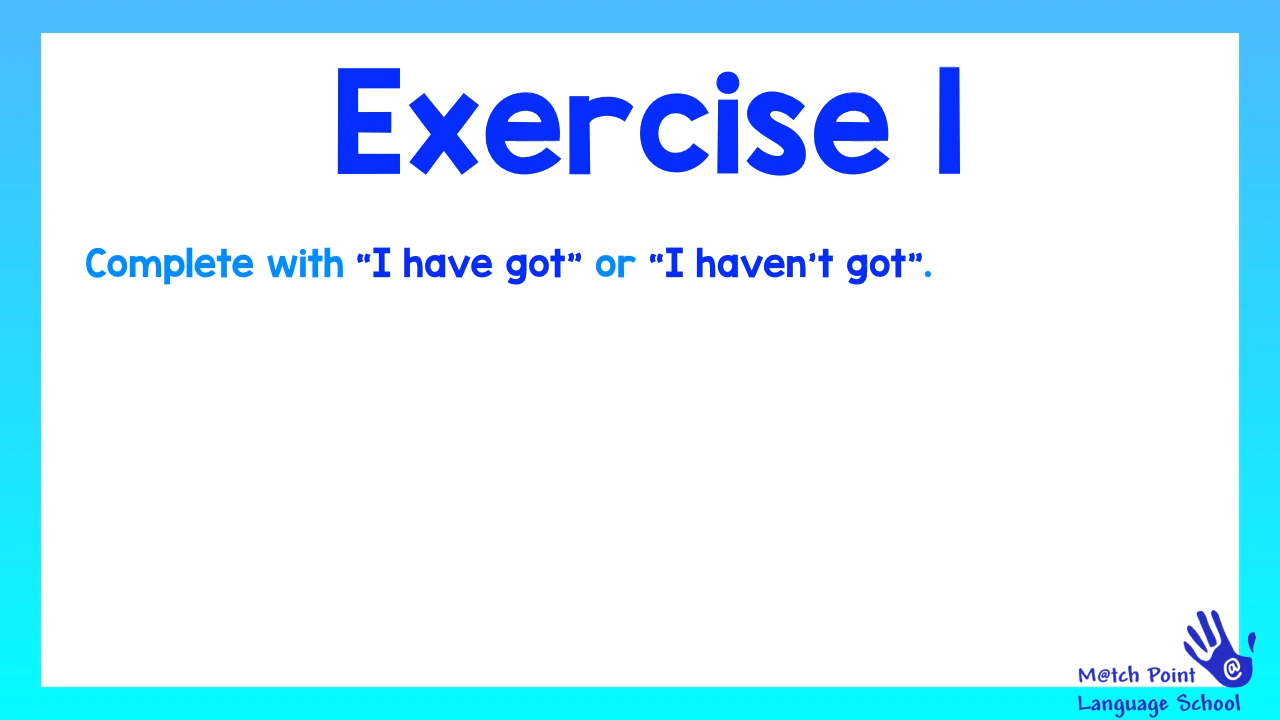 Exercise 1
Complete with “I have got” or “I haven’t got”.
M@tch Point
@
Language School